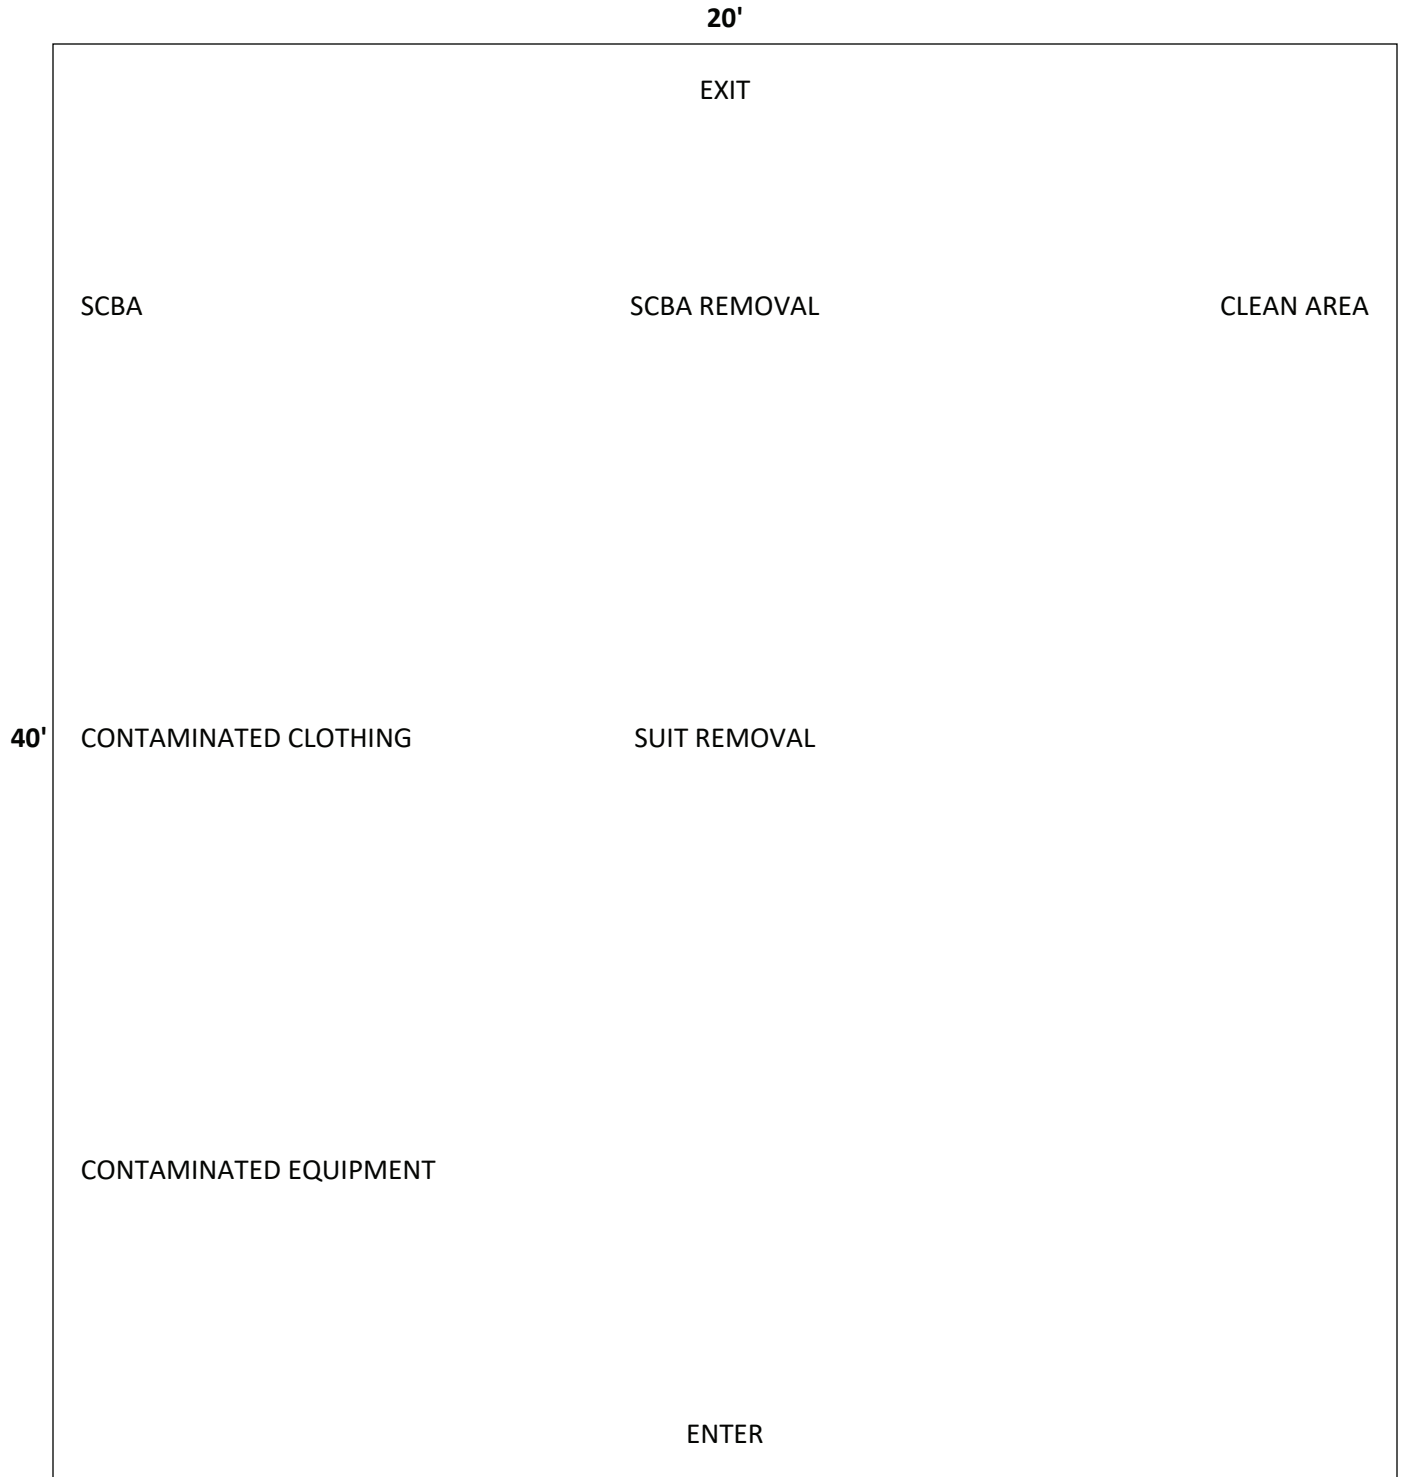 20'
EXIT
SCBA SCBA REMOVAL CLEAN AREA
40' CONTAMINATED CLOTHING SUIT REMOVAL
CONTAMINATED EQUIPMENT
ENTER